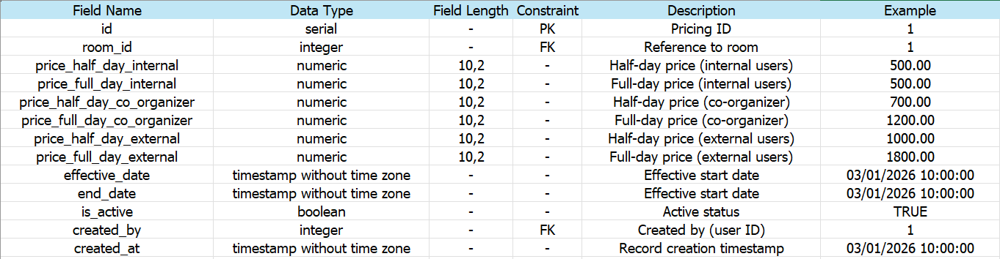 Field Name Data Type Field Length Constraint Description Example
id serial - PK Pricing ID 1
room_id integer - FK Reference to room 1
price_half_day_internal numeric 10,2 - Half-day price (internal users) 500.00
price_full_day_internal numeric 10,2 - Full-day price (internal users) 500.00
price_half_day_co_organizer numeric 10,2 - Half-day price (co-organizer) 700.00
price_full_day_co_organizer numeric 10,2 - Full-day price (co-organizer) 1200.00
price_half_day_external numeric 10,2 - Half-day price (external users) 1000.00
price_full_day_external numeric 10,2 - Full-day price (external users) 1800.00
effective_date timestamp without time zone - - Effective start date 03/01/2026 10:00:00
end_date timestamp without time zone - - Effective start date 03/01/2026 10:00:00
is_active boolean - - Active status TRUE
created_by integer - FK Created by (user ID) 1
created_at timestamp without time zone - - Record creation timestamp 03/01/2026 10:00:00